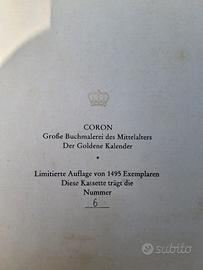 CORON
Große Buchmalerei des Mittelalters
Der Goldene Kalender
Limitierte Auflage von 1495 Exemplaren
Diese Kassette trägt die
Nummer
6
subito